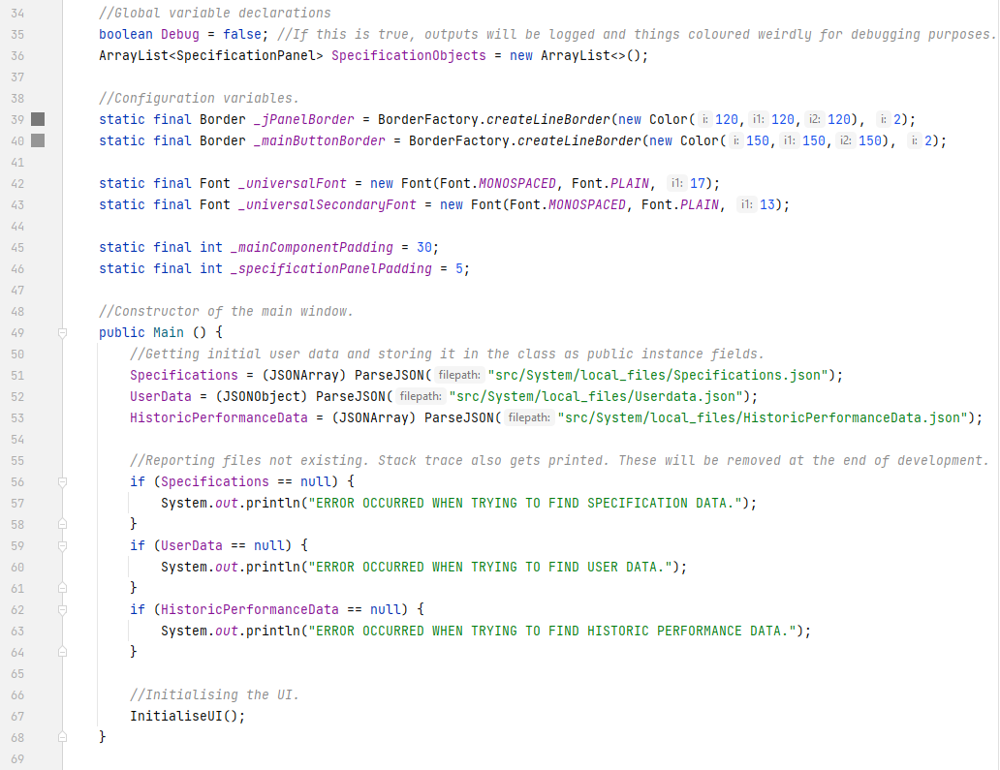 34 //Global variable declarations
35 boolean Debug = false; //If this is true, outputs will be logged and things coloured weirdly for debugging purposes.
36 ArrayList<SpecificationPanel> SpecificationObjects = new ArrayList<>();
37
38 //Configuration variables.
39 static final Border _jPanelBorder = BorderFactory.createLineBorder(new Color( i: 120, i1: 120, i2: 120), i: 2);
40 static final Border _mainButtonBorder = BorderFactory.createLineBorder(new Color( i: 150, i1: 150, i2: 150), i: 2);
41
42 static final Font _universalFont = new Font(Font.MONOSPACED, Font.PLAIN, i1: 17);
43 static final Font _universalSecondaryFont = new Font(Font.MONOSPACED, Font.PLAIN, i1: 13);
44
45 static final int _mainComponentPadding = 30;
46 static final int _specificationPanelPadding = 5;
47
48 //Constructor of the main window.
49 public Main () {
50 //Getting initial user data and storing it in the class as public instance fields.
51 Specifications = (JSONArray) ParseJSON( filepath: "src/System/local_files/Specifications.json");
52 UserData = (JSONObject) ParseJSON( filepath: "src/System/local_files/Userdata.json");
53 HistoricPerformanceData = (JSONArray) ParseJSON( filepath: "src/System/local_files/HistoricPerformanceData.json");
54
55 //Reporting files not existing. Stack trace also gets printed. These will be removed at the end of development.
56 if (Specifications == null) {
57 System.out.println("ERROR OCCURRED WHEN TRYING TO FIND SPECIFICATION DATA.");
58 }
59 if (UserData == null) {
60 System.out.println("ERROR OCCURRED WHEN TRYING TO FIND USER DATA.");
61 }
62 if (HistoricPerformanceData == null) {
63 System.out.println("ERROR OCCURRED WHEN TRYING TO FIND HISTORIC PERFORMANCE DATA.");
64 }
65
66 //Initialising the UI.
67 InitialiseUI();
68 }
69